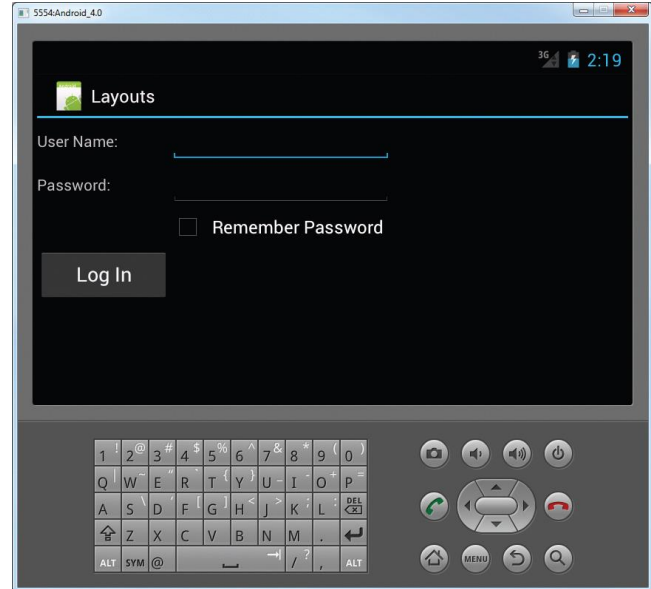 5554:Android_4.0
3G 2:19
Layouts
User Name:
Password:
Remember Password
Log In
1 ! 2 @ 3 # 4 $ 5 % 6 ^ 7 & 8 * 9 ( 0 )
Q | W ~ E " R ` T { Y } U _ I - O + P =
A S \ D ' F [ G ] H < J > K ; L : DEL
Z X C V B N M .
ALT SYM @ / ? , ALT
MENU